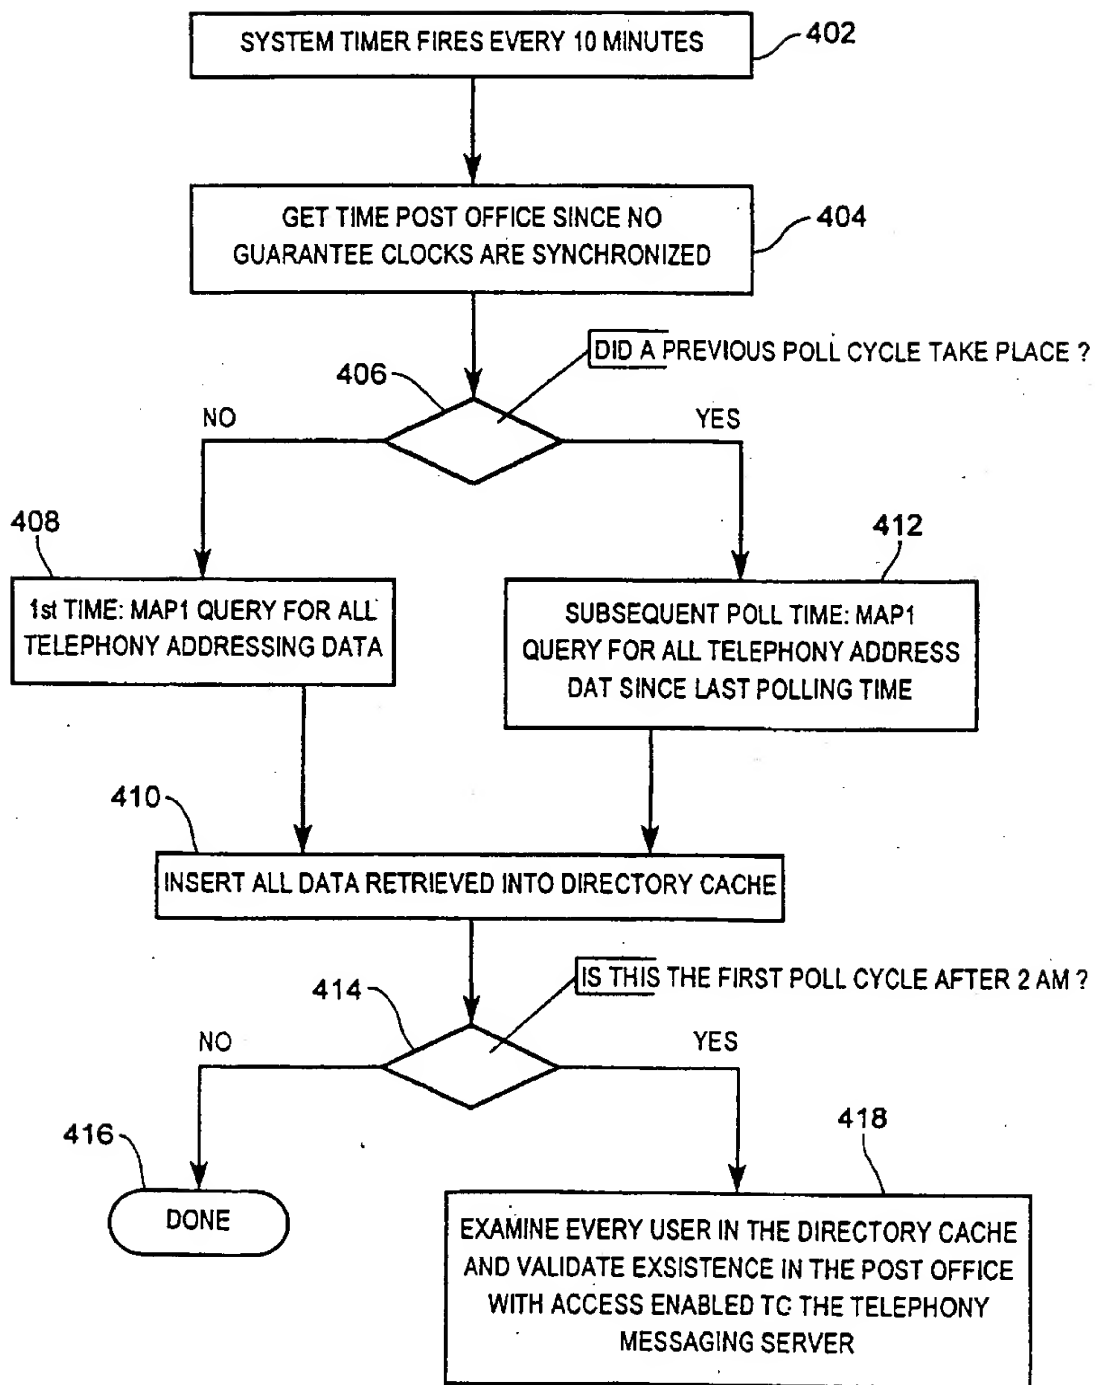 SYSTEM TIMER FIRES EVERY 10 MINUTES
402
GET TIME POST OFFICE SINCE NO
GUARANTEE CLOCKS ARE SYNCHRONIZED
404
DID A PREVIOUS POLL CYCLE TAKE PLACE ?
406
NO
YES
408
412
1st TIME: MAP1 QUERY FOR ALL
TELEPHONY ADDRESSING DATA
SUBSEQUENT POLL TIME: MAP1
QUERY FOR ALL TELEPHONY ADDRESS
DAT SINCE LAST POLLING TIME
410
INSERT ALL DATA RETRIEVED INTO DIRECTORY CACHE
IS THIS THE FIRST POLL CYCLE AFTER 2 AM ?
414
NO
YES
416
418
DONE
EXAMINE EVERY USER IN THE DIRECTORY CACHE
AND VALIDATE EXSISTENCE IN THE POST OFFICE
WITH ACCESS ENABLED TO THE TELEPHONY
MESSAGING SERVER